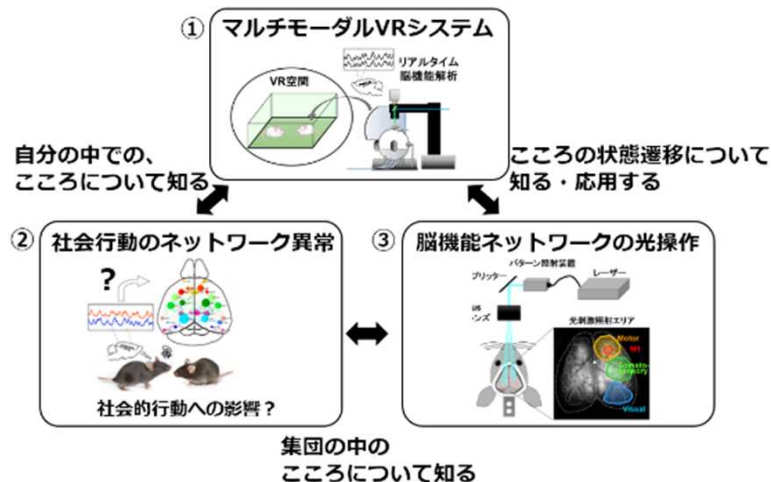 ① マルチモーダルVRシステム
リアルタイム
脳機能解析
VR空間
自分の中での、
こころについて知る
こころの状態遷移について
知る・応用する
② 社会行動のネットワーク異常
?
社会的行動への影響?
③ 脳機能ネットワークの光操作
パターン照射装置
プリッター
レーザー
ンズ
光刺激照射エリア
Motor
M1
Somato-
sensory
Visual
集団の中の
こころについて知る